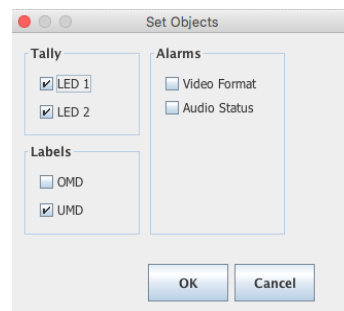 Set Objects
Tally
LED 1
LED 2
Labels
OMD
UMD
Alarms
Video Format
Audio Status
OK
Cancel